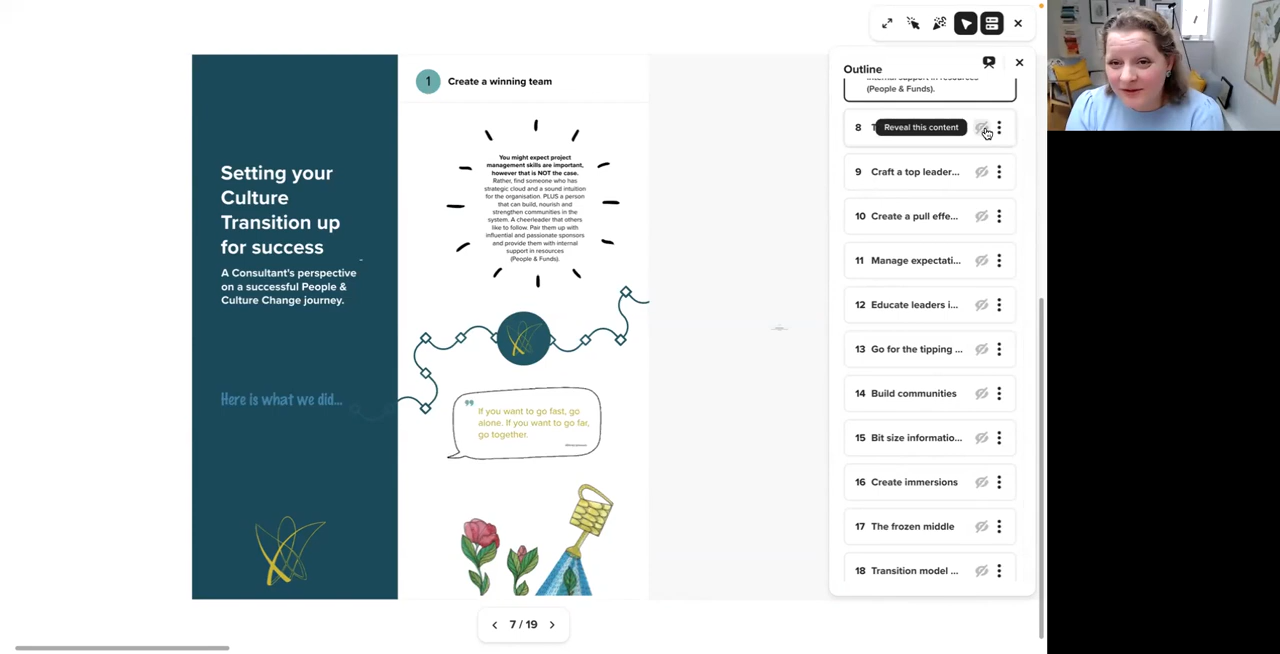 Setting your
Culture
Transition up
for success
A Consultant's perspective
on a successful People &
Culture Change journey.
Here is what we did...
1 Create a winning team
You might expect project
management skills are important,
however that is NOT the case.
Rather, find someone who has
strategic cloud and a sound intuition
for the organisation. PLUS a person
that can build, nourish and
strengthen communities in the
system. A cheerleader that others
like to follow. Pair them up with
influential and passionate sponsors
and provide them with internal
support in resources
(People & Funds).
If you want to go fast, go
alone. If you want to go far,
go together.
7 / 19
Outline
(People & Funds).
8
Reveal this content
9 Craft a top leader...
10 Create a pull effe...
11 Manage expectati...
12 Educate leaders i...
13 Go for the tipping ...
14 Build communities
15 Bit size informatio...
16 Create immersions
17 The frozen middle
18 Transition model ...